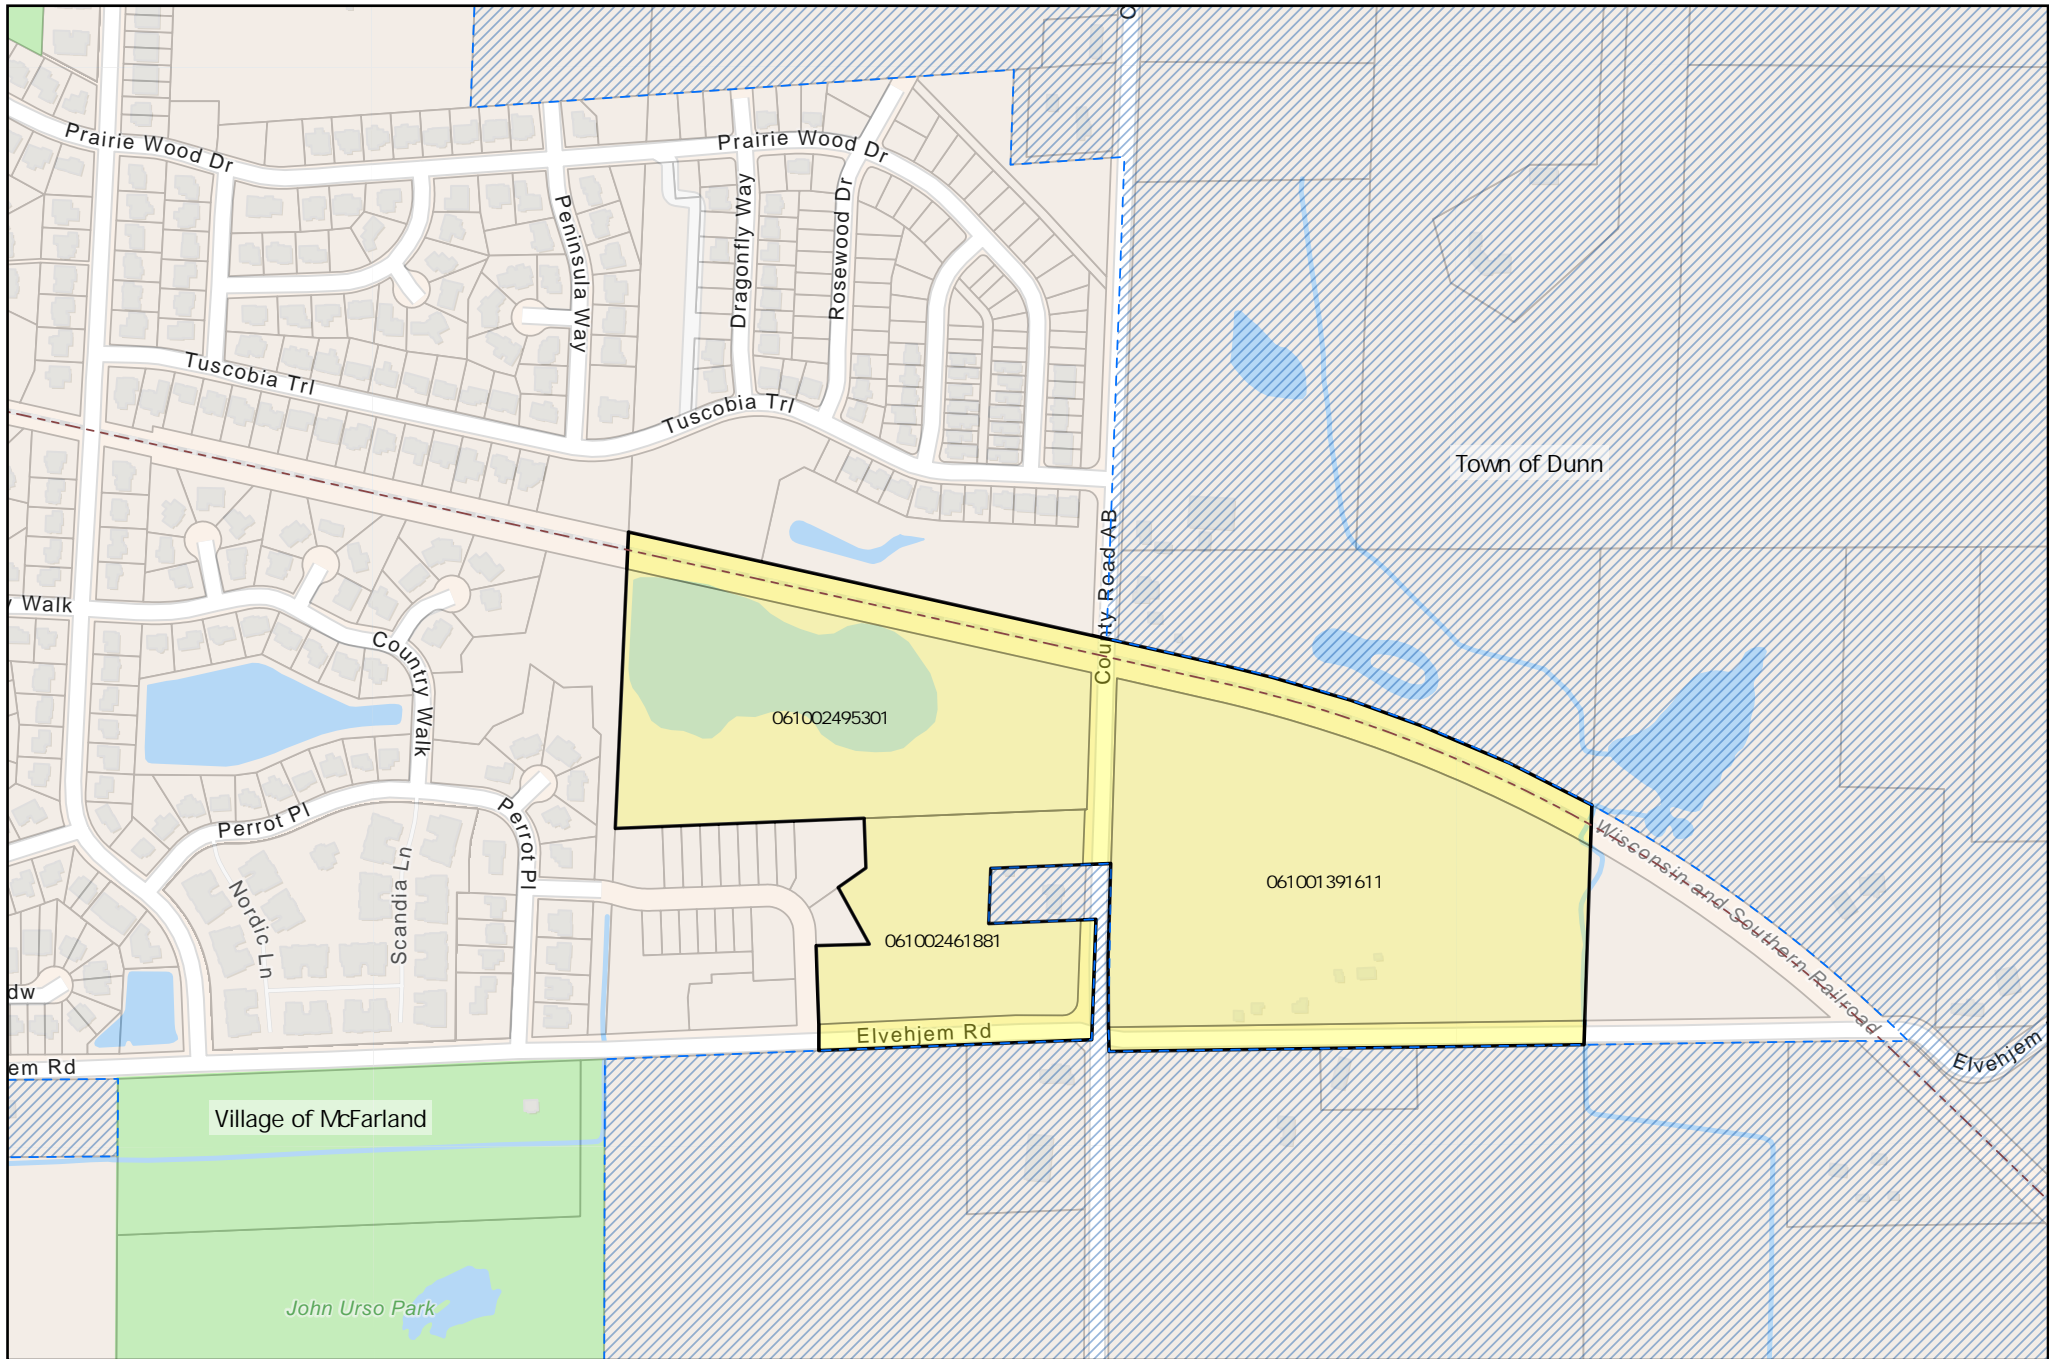 C
Prairie Wood Dr
Prairie Wood Dr
Peninsula Way
Dragonfly Way
Rosewood Dr
Tuscobia Trl
Tuscobia Trl
Town of Dunn
County Road AB
y Walk
Country Walk
061002495301
Perrot Pl
Perrot Pl
Nordic Ln
Scandia Ln
061001391611
061002461881
Wisconsin and Southern Railroad
dw
Elvehjem Rd
Elvehjem
em Rd
Village of McFarland
John Urso Park